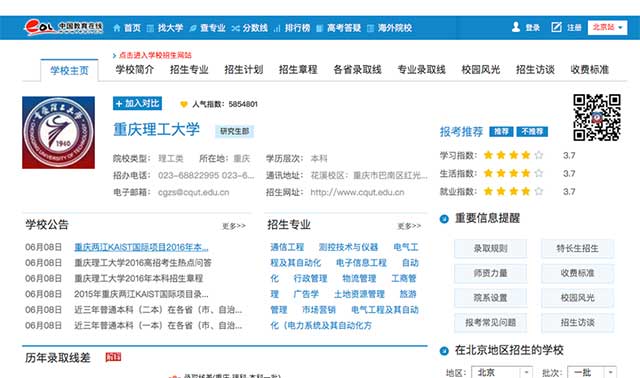 eol 中国教育在线
首页 找大学 查专业 分数线 排行榜 高考答疑 海外院校 登录 注册 北京站
点击进入学校招生网站
学校主页 学校简介 招生专业 招生计划 招生章程 各省录取线 专业录取线 校园风光 招生访谈 收费标准
+ 加入对比 人气指数：5854801
重庆理工大学 研究生部
院校类型： 理工类 所在地：重庆 学历层次： 本科
招办电话： 023-68822995 023-6... 通讯地址： 花溪校区：重庆市巴南区红光...
电子邮箱： cgzs@cqut.edu.cn 招生网址： http://www.cqut.edu.cn
报考推荐 推荐 不推荐
学习指数： 3.7
生活指数： 3.7
就业指数： 3.7
学校公告 更多>>
06月08日 重庆两江KAIST国际项目2016年本...
06月08日 重庆理工大学2016高招考生热点问答
06月08日 重庆理工大学2016年本科招生章程
06月08日 2015年重庆两江KAIST国际项目录...
06月08日 近三年普通本科（二本）在各省（市、自治...
06月08日 近三年普通本科（一本）在各省（市、自治...
招生专业 更多>>
通信工程 测控技术与仪器 电气工
程及其自动化 电子信息工程 自动
化 行政管理 物流管理 工商管
理 广告学 土地资源管理 旅游
管理 市场营销 电气工程及其自动
化（电力系统及其自动化方
重要信息提醒
录取规则 特长生招生
师资力量 收费标准
院系设置 校园风光
报考常见问题 招生访谈
历年录取线差
录取线差(重庆-理科-本科一批)
在北京地区招生的学校
地区： 北京 批次： 一批